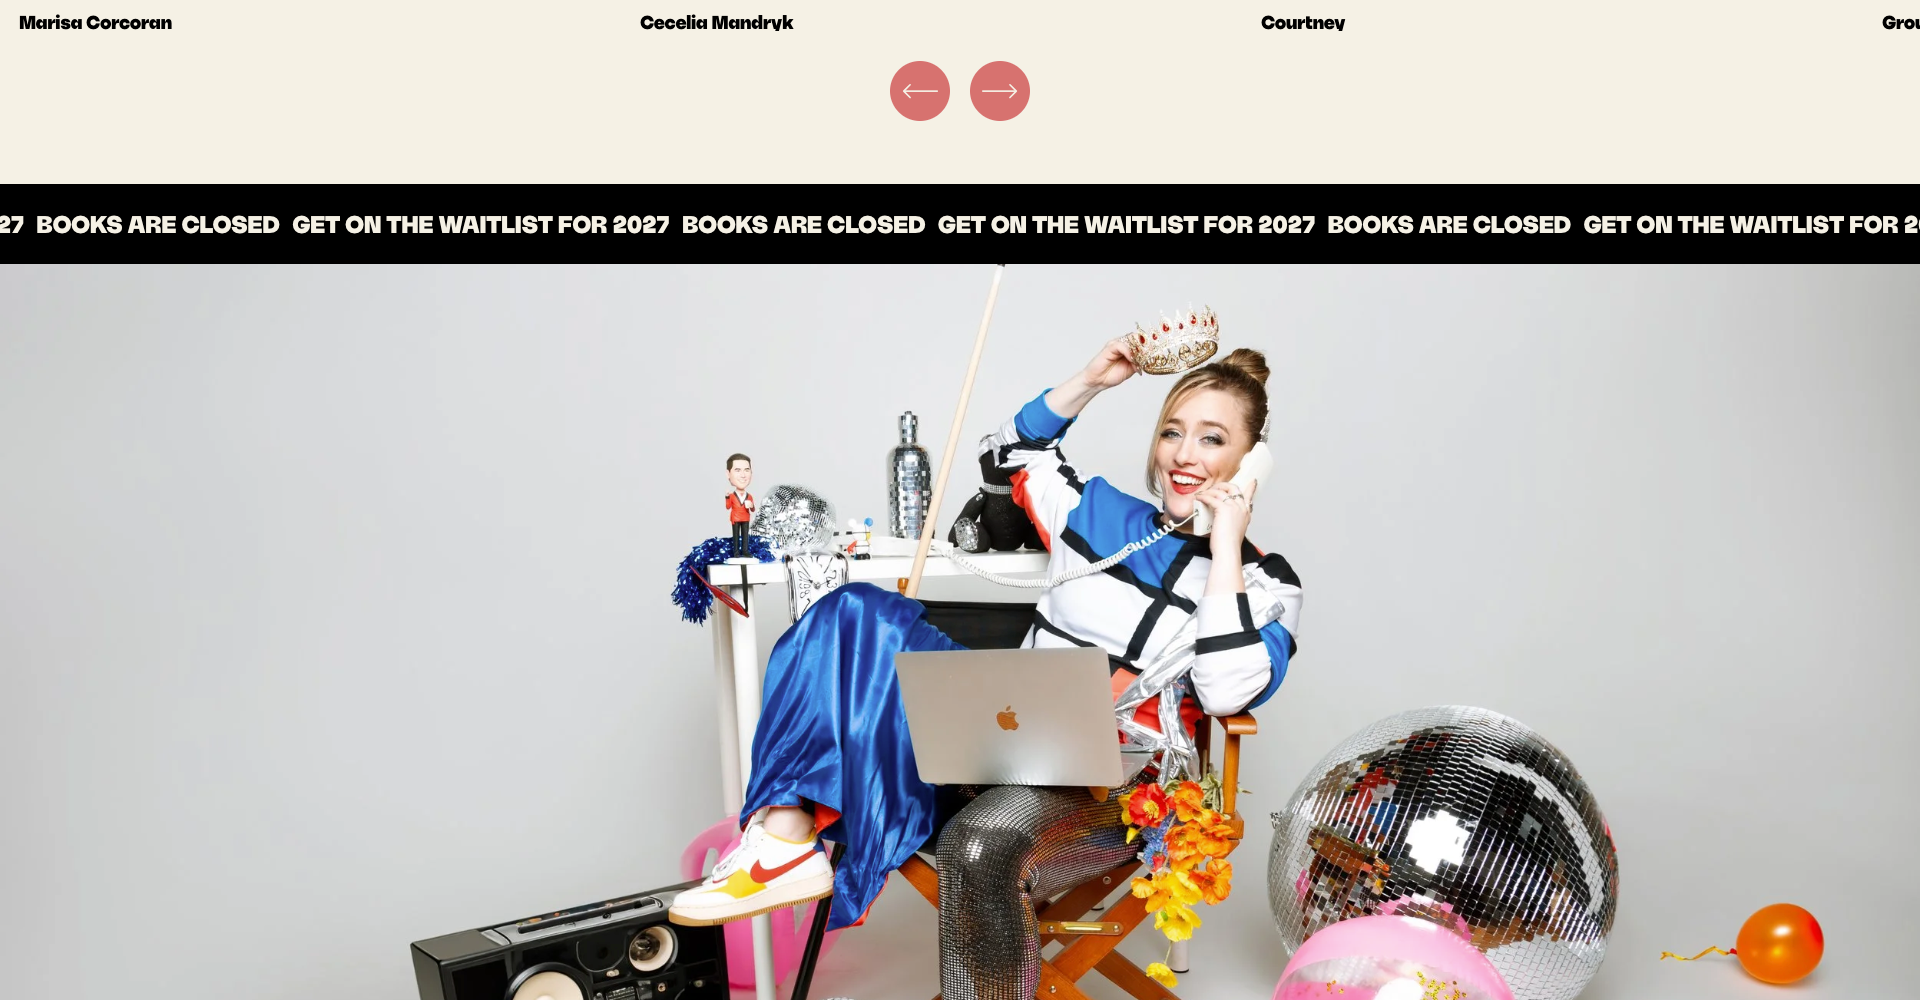 Marisa Corcoran
Cecelia Mandryk
Courtney
27 BOOKS ARE CLOSED GET ON THE WAITLIST FOR 2027 BOOKS ARE CLOSED GET ON THE WAITLIST FOR 2027 BOOKS ARE CLOSED GET ON THE WAITLIST FOR